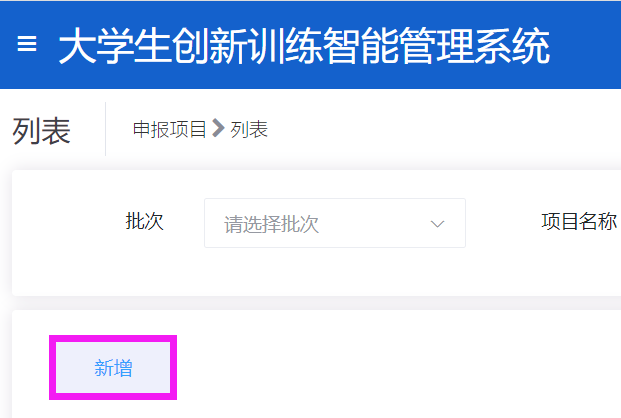 大学生创新训练智能管理系统
列表 申报项目 列表
批次 请选择批次 项目名称
新增